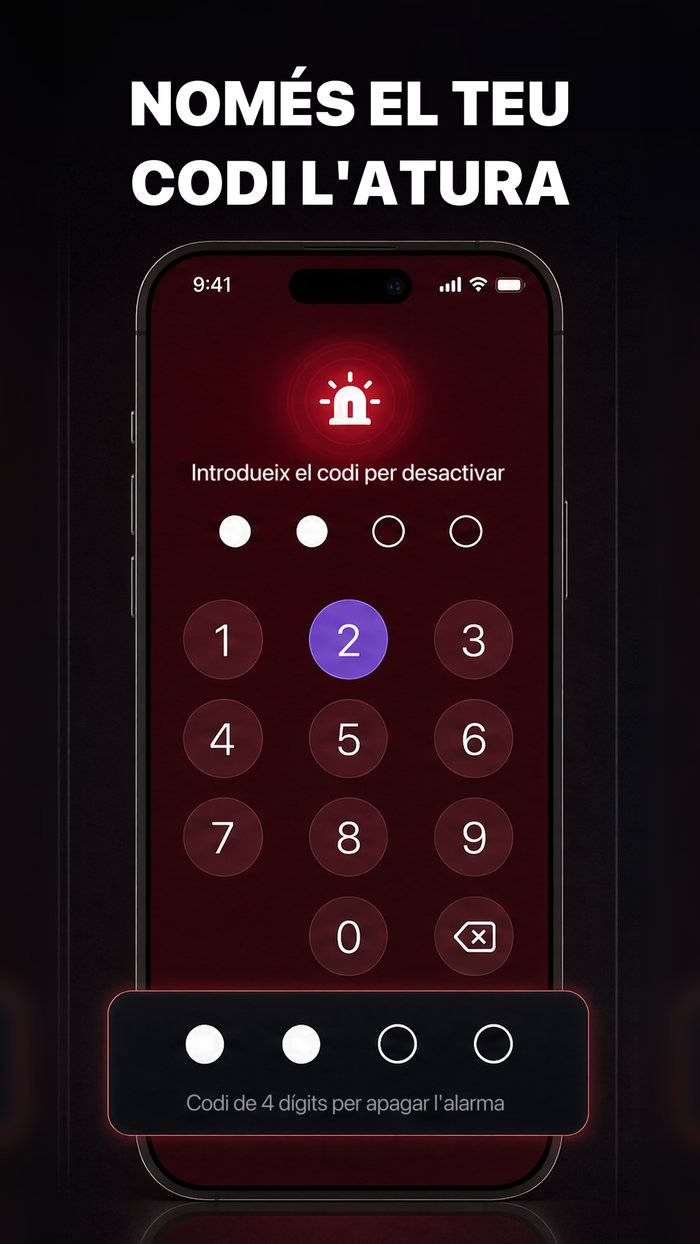 NOMÉS EL TEU
CODI L'ATURA
9:41
Introdueix el codi per desactivar
1 2 3
4 5 6
7 8 9
0
Codi de 4 dígits per apagar l'alarma